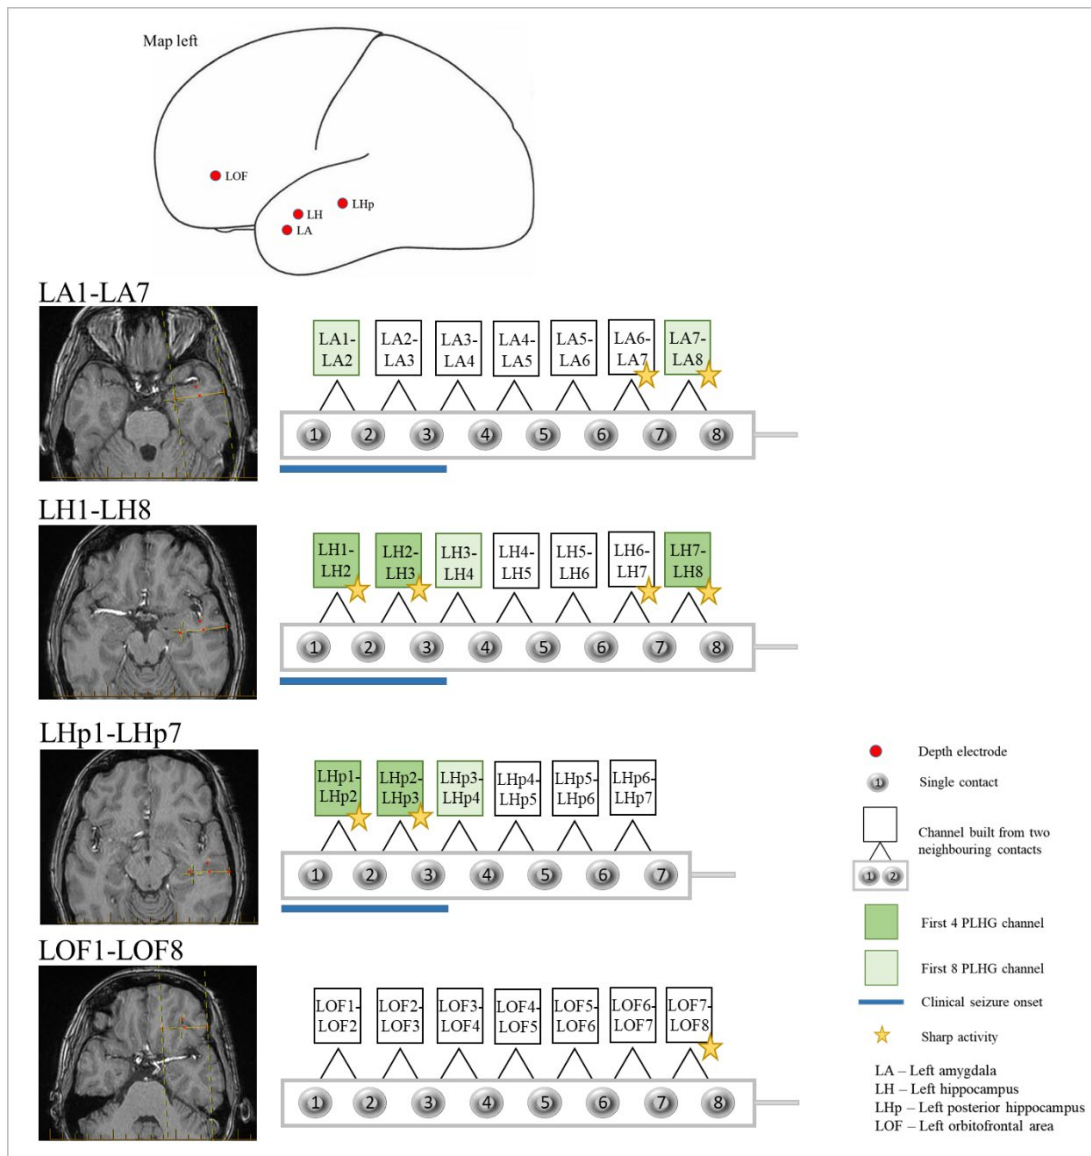 Map left
LOF
LH
LHp
LA
LA1-LA7
LA1-
LA2
LA2-
LA3
LA3-
LA4
LA4-
LA5
LA5-
LA6
LA6-
LA7
LA7-
LA8
1 2 3 4 5 6 7 8
LH1-LH8
LH1-
LH2
LH2-
LH3
LH3-
LH4
LH4-
LH5
LH5-
LH6
LH6-
LH7
LH7-
LH8
1 2 3 4 5 6 7 8
LHp1-LHp7
LHp1-
LHp2
LHp2-
LHp3
LHp3-
LHp4
LHp4-
LHp5
LHp5-
LHp6
LHp6-
LHp7
1 2 3 4 5 6 7
LOF1-LOF8
LOF1-
LOF2
LOF2-
LOF3
LOF3-
LOF4
LOF4-
LOF5
LOF5-
LOF6
LOF6-
LOF7
LOF7-
LOF8
1 2 3 4 5 6 7 8
Depth electrode
1
Single contact
Channel built from two
neighbouring contacts
1 2
First 4 PLHG channel
First 8 PLHG channel
Clinical seizure onset
Sharp activity
LA – Left amygdala
LH – Left hippocampus
LHp – Left posterior hippocampus
LOF – Left orbitofrontal area